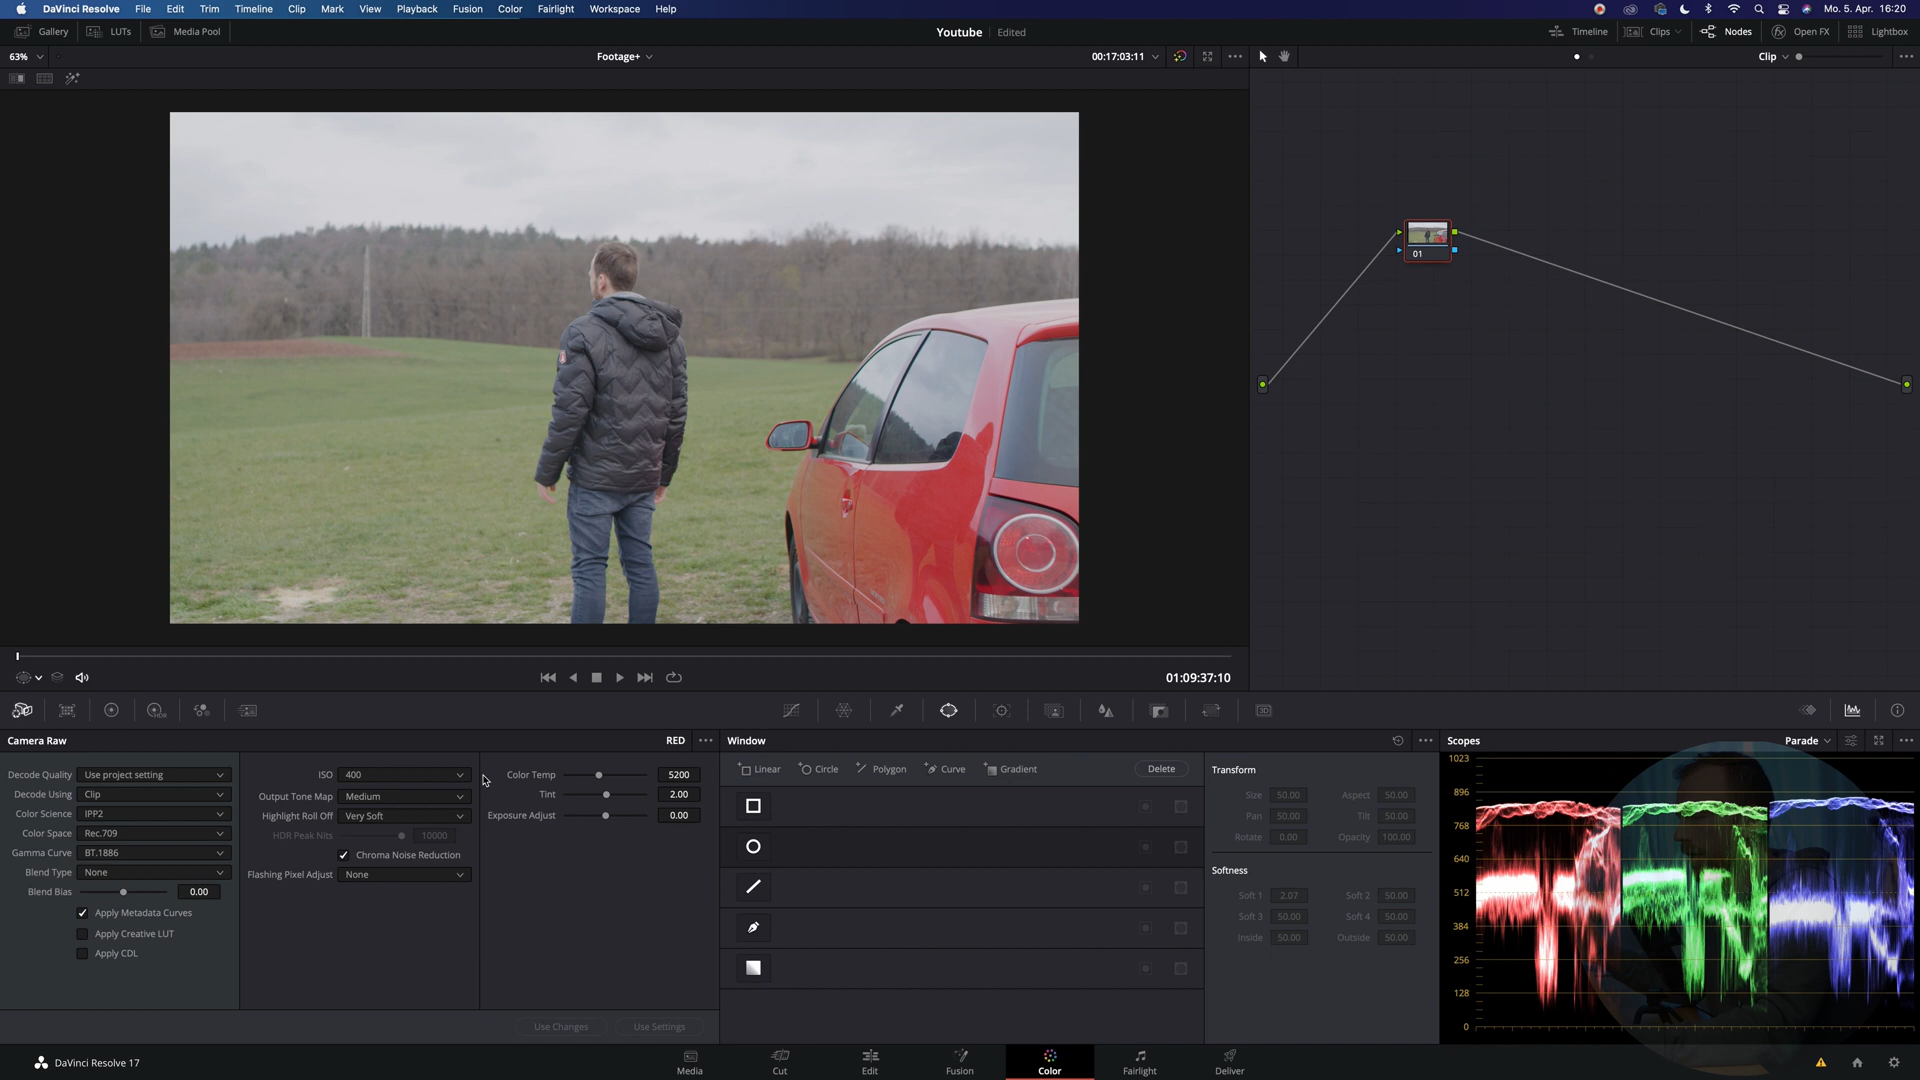 DaVinci Resolve File Edit Trim Timeline Clip Mark View Playback Fusion Color Fairlight Workspace Help Mo. 5. Apr. 16:20
Gallery LUTs Media Pool Youtube Edited Timeline Clips Nodes Open FX Lightbox
63% Footage+ 00:17:03:11 Clip
01
01:09:37:10
HDR 3D
Camera Raw RED Window Scopes Parade
Decode Quality Use project setting
Decode Using Clip
Color Science IPP2
Color Space Rec.709
Gamma Curve BT.1886
Blend Type None
Blend Bias 0.00
Apply Metadata Curves
Apply Creative LUT
Apply CDL
ISO 400
Output Tone Map Medium
Highlight Roll Off Very Soft
HDR Peak Nits 10000
Chroma Noise Reduction
Flashing Pixel Adjust None
Color Temp 5200
Tint 2.00
Exposure Adjust 0.00
Use Changes Use Settings
Linear Circle Polygon Curve Gradient Delete
Transform
Size 50.00 Aspect 50.00
Pan 50.00 Tilt 50.00
Rotate 0.00 Opacity 100.00
Softness
Soft 1 2.07 Soft 2 50.00
Soft 3 50.00 Soft 4 50.00
Inside 50.00 Outside 50.00
1023
896
768
640
512
384
256
128
0
DaVinci Resolve 17 Media Cut Edit Fusion Color Fairlight Deliver